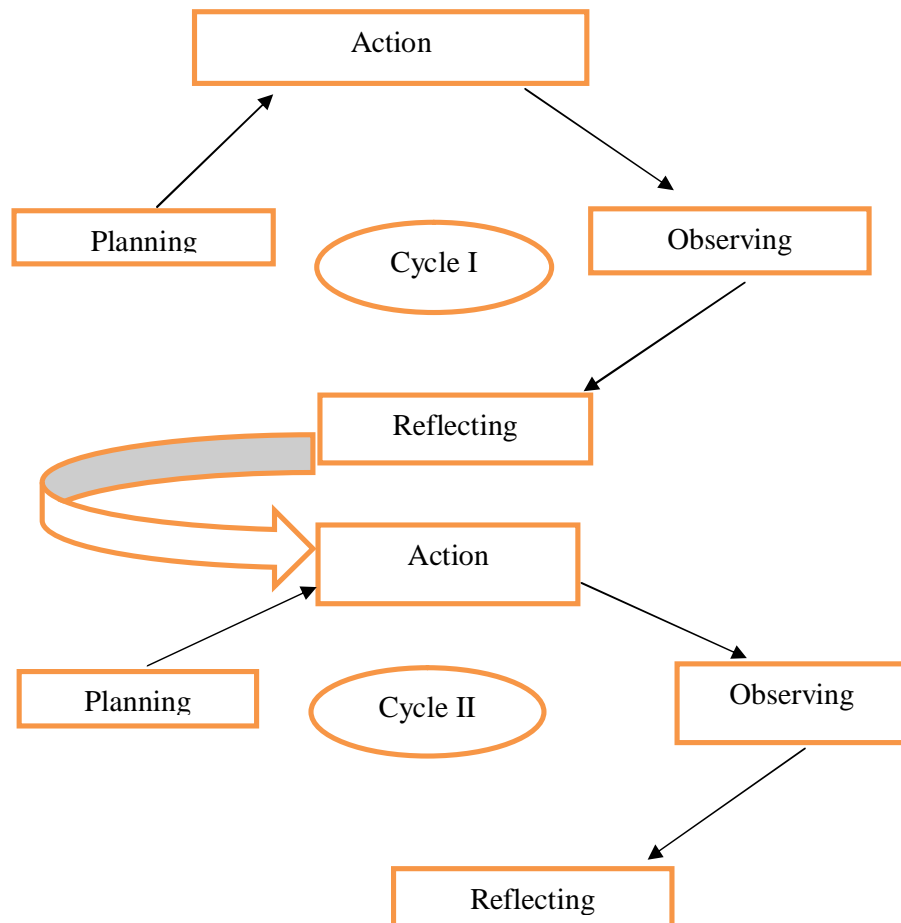 Action
Planning
Cycle I
Observing
Reflecting
Action
Planning
Cycle II
Observing
Reflecting